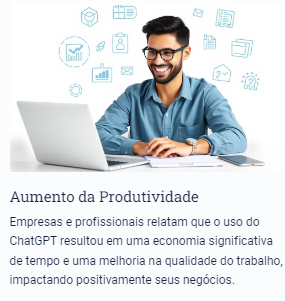 Aumento da Produtividade
Empresas e profissionais relatam que o uso do
ChatGPT resultou em uma economia significativa
de tempo e uma melhoria na qualidade do trabalho,
impactando positivamente seus negócios.